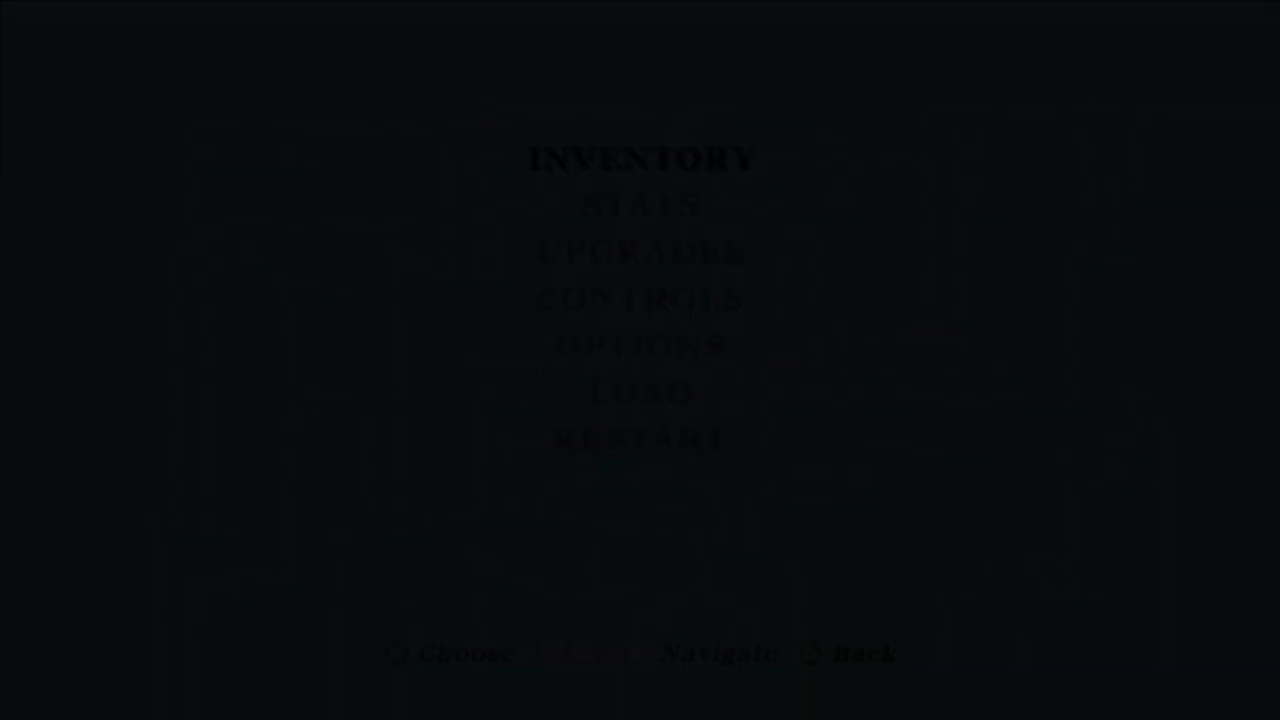 INVENTORY
STATS
UPGRADES
CONTROLS
OPTIONS
LOAD
RESTART
Choose Navigate Back